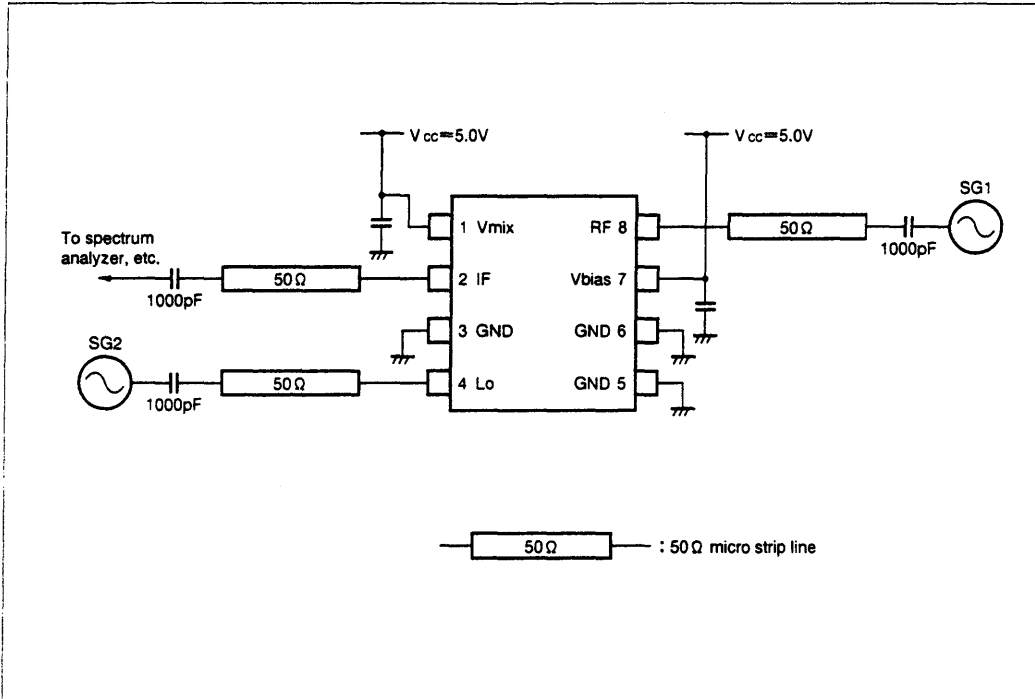 Vcc=5.0V
Vcc=5.0V
SG1
1 Vmix
RF 8
50Ω
1000pF
To spectrum
analyzer, etc.
50Ω
1000pF
2 IF
Vbias 7
3 GND
GND 6
SG2
50Ω
1000pF
4 Lo
GND 5
50Ω
: 50Ω micro strip line